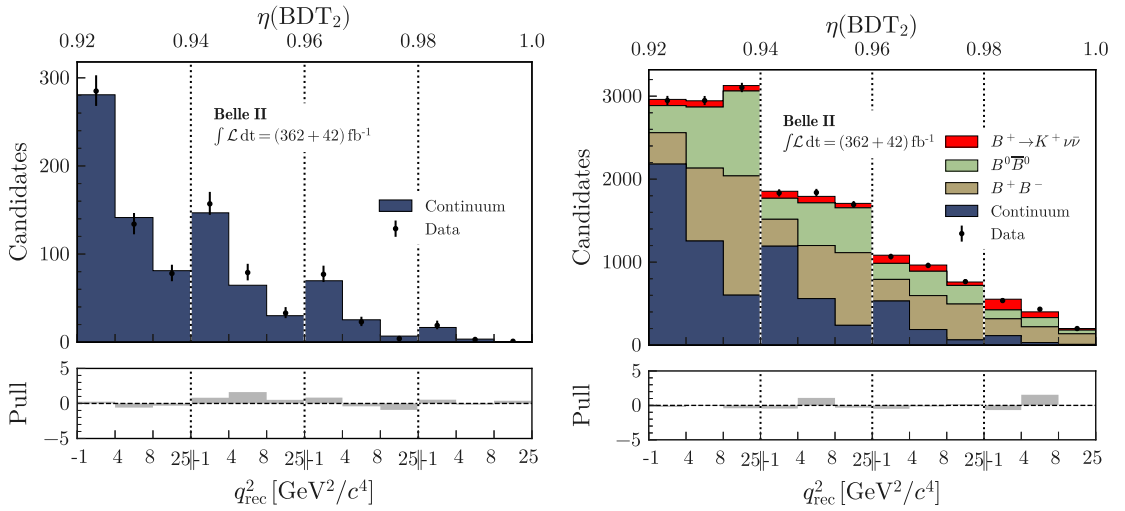 η(BDT₂)
0.92 0.94 0.96 0.98 1.0
300
200
100
0
Candidates
Belle II
∫ℒ dt = (362 + 42) fb⁻¹
Continuum
Data
5
0
−5
Pull
-1 4 8 25 -1 4 8 25 -1 4 8 25 -1 4 8 25
q²rec [GeV²/c⁴]
η(BDT₂)
0.92 0.94 0.96 0.98 1.0
3000
2000
1000
0
Candidates
Belle II
∫ℒ dt = (362 + 42) fb⁻¹
B⁺→K⁺νν̄
B⁰B̅⁰
B⁺B⁻
Continuum
Data
5
0
−5
Pull
-1 4 8 25 -1 4 8 25 -1 4 8 25 -1 4 8 25
q²rec [GeV²/c⁴]